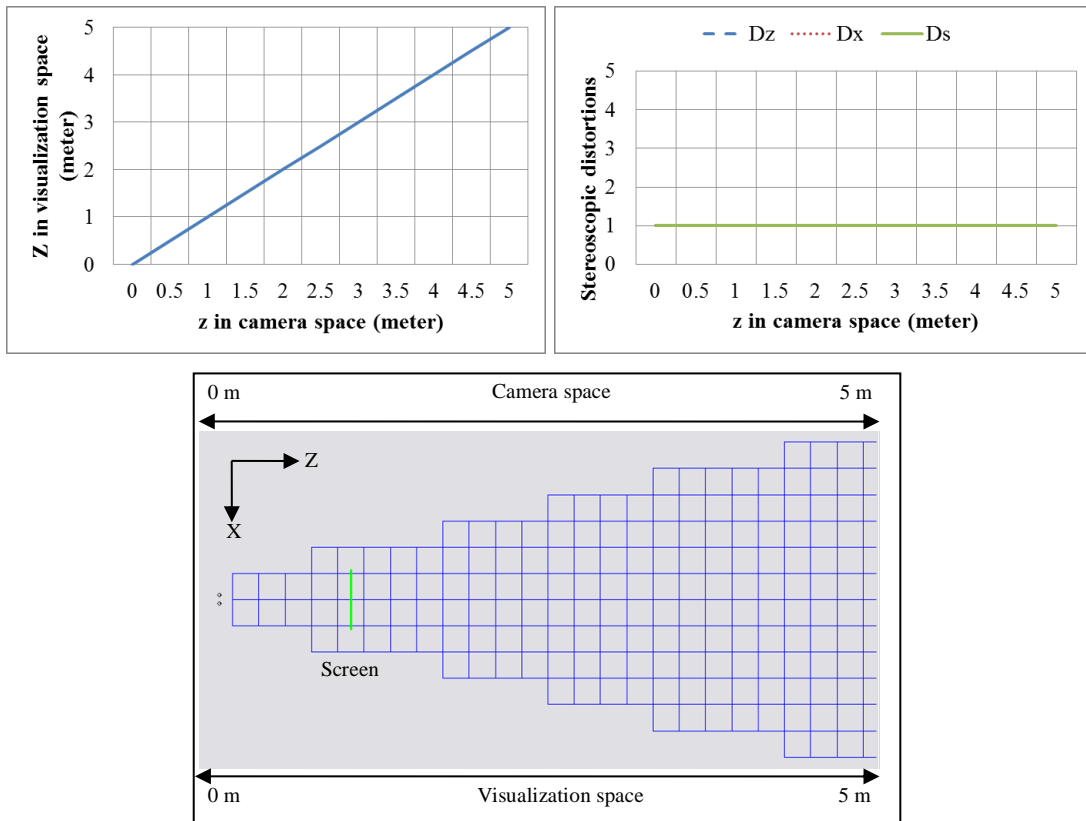 Z in visualization space
(meter)
5
4
3
2
1
0
0 0.5 1 1.5 2 2.5 3 3.5 4 4.5 5
z in camera space (meter)
Dz Dx Ds
Stereoscopic distortions
5
4
3
2
1
0
0 0.5 1 1.5 2 2.5 3 3.5 4 4.5 5
z in camera space (meter)
0 m Camera space 5 m
Z
X
Screen
0 m Visualization space 5 m